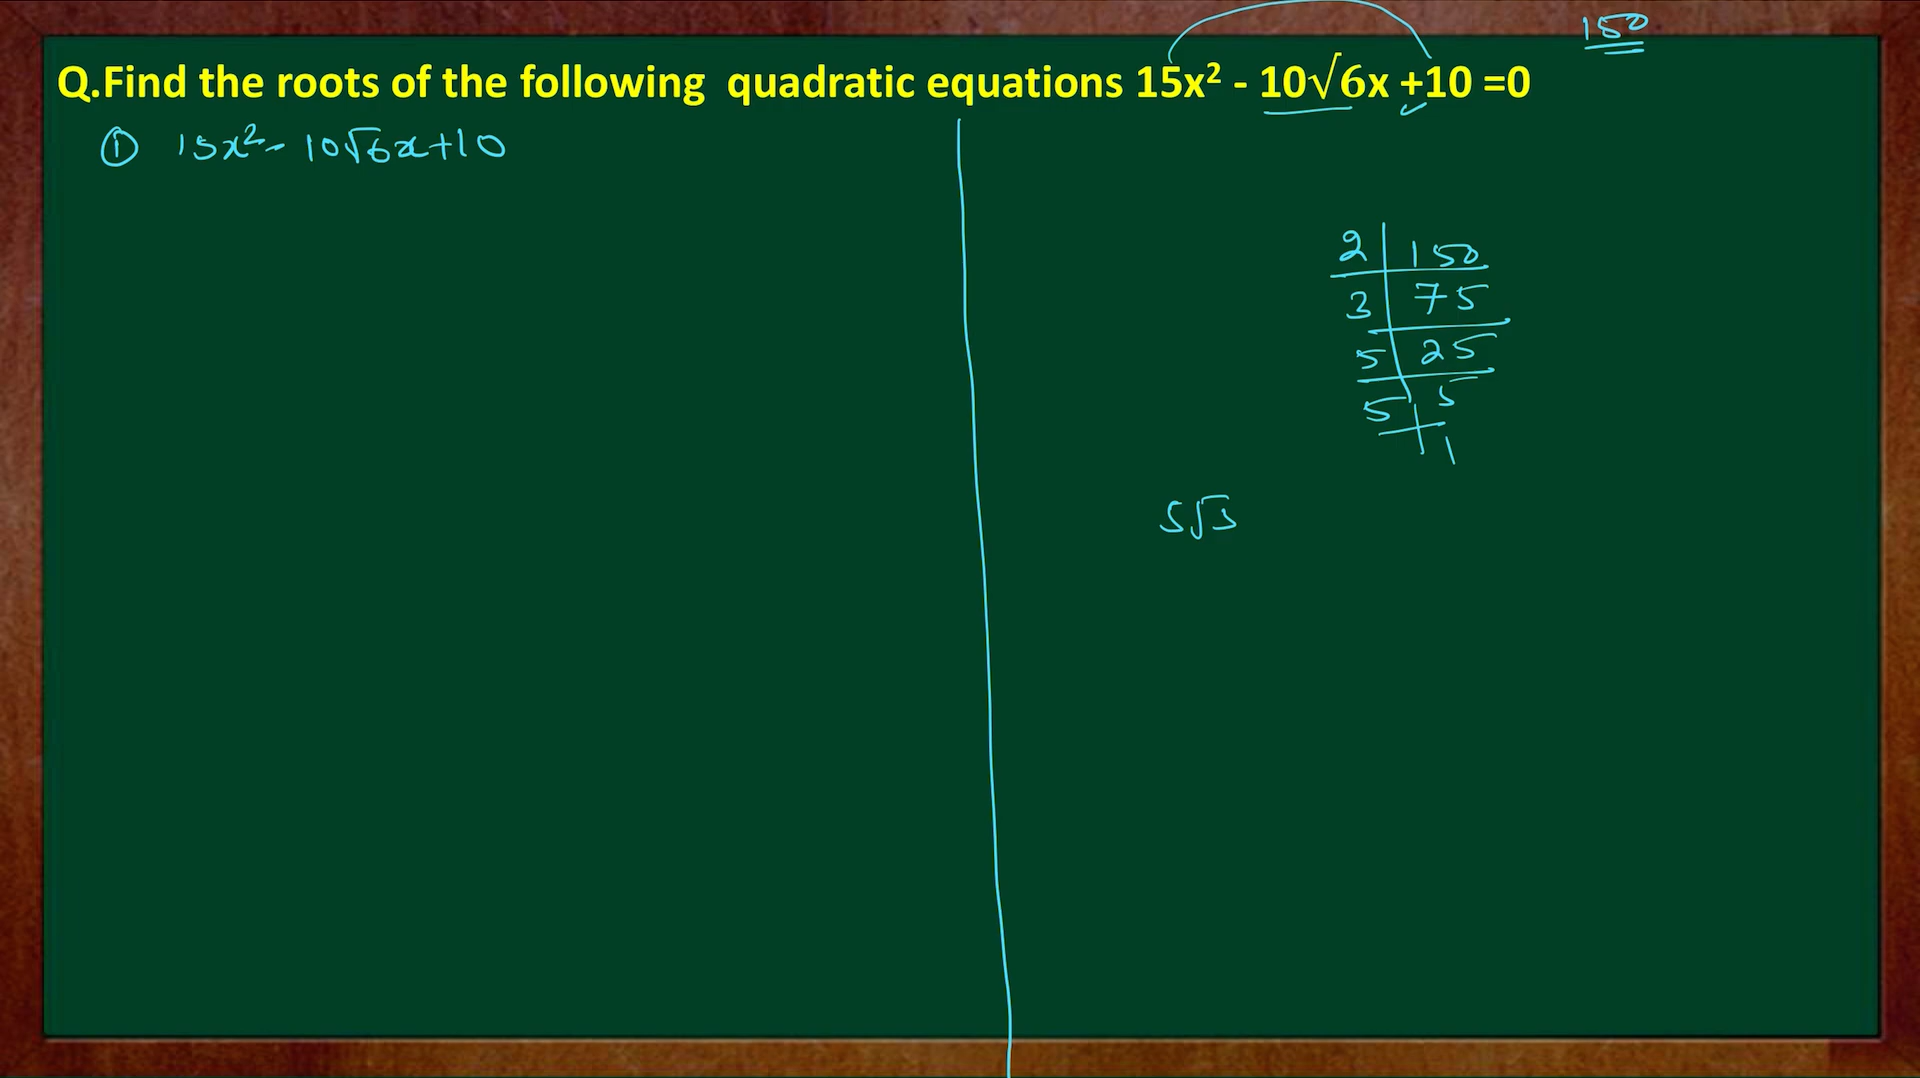 150
Q.Find the roots of the following quadratic equations 15x² - 10√6x +10 =0
① 15x² - 10√6x+10
2 | 150
3 | 75
5 | 25
5 | 5
1
5√3